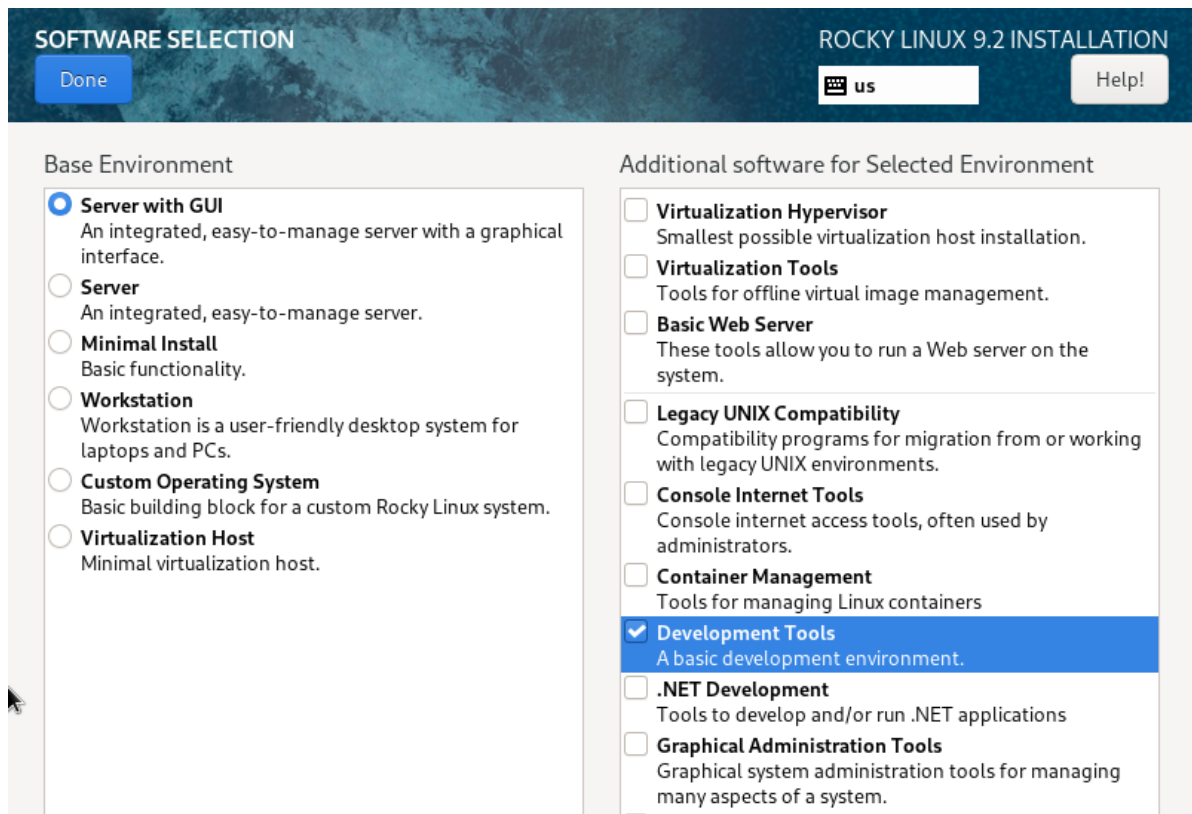 SOFTWARE SELECTION
ROCKY LINUX 9.2 INSTALLATION
Done
us
Help!
Base Environment
Server with GUI
An integrated, easy-to-manage server with a graphical
interface.
Server
An integrated, easy-to-manage server.
Minimal Install
Basic functionality.
Workstation
Workstation is a user-friendly desktop system for
laptops and PCs.
Custom Operating System
Basic building block for a custom Rocky Linux system.
Virtualization Host
Minimal virtualization host.
Additional software for Selected Environment
Virtualization Hypervisor
Smallest possible virtualization host installation.
Virtualization Tools
Tools for offline virtual image management.
Basic Web Server
These tools allow you to run a Web server on the
system.
Legacy UNIX Compatibility
Compatibility programs for migration from or working
with legacy UNIX environments.
Console Internet Tools
Console internet access tools, often used by
administrators.
Container Management
Tools for managing Linux containers
Development Tools
A basic development environment.
.NET Development
Tools to develop and/or run .NET applications
Graphical Administration Tools
Graphical system administration tools for managing
many aspects of a system.